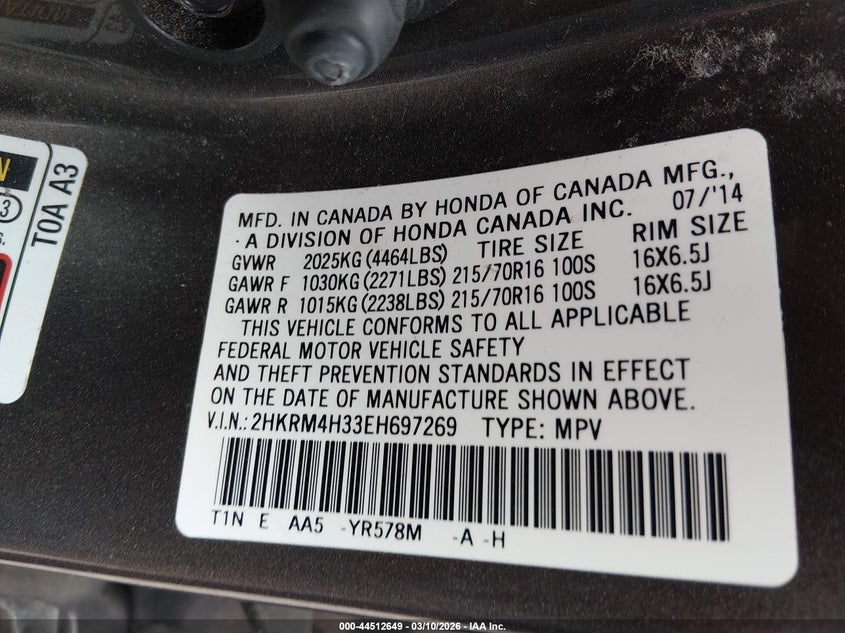 MFD. IN CANADA BY HONDA OF CANADA MFG.,
· A DIVISION OF HONDA CANADA INC. 07/'14
GVWR 2025KG (4464LBS) TIRE SIZE RIM SIZE
GAWR F 1030KG (2271LBS) 215/70R16 100S 16X6.5J
GAWR R 1015KG (2238LBS) 215/70R16 100S 16X6.5J
THIS VEHICLE CONFORMS TO ALL APPLICABLE
FEDERAL MOTOR VEHICLE SAFETY
AND THEFT PREVENTION STANDARDS IN EFFECT
ON THE DATE OF MANUFACTURE SHOWN ABOVE.
V.I.N.: 2HKRM4H33EH697269 TYPE: MPV
T1N E AA5 -YR578M -A -H
N
3
T0A A3
000-44512649 - 03/10/2026 - IAA Inc.